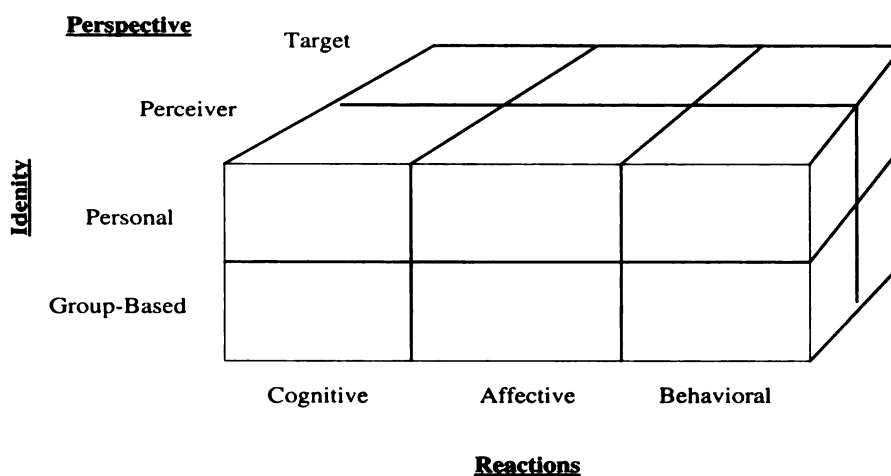 Perspective
Target
Perceiver
Idenity
Personal
Group-Based
Cognitive Affective Behavioral
Reactions